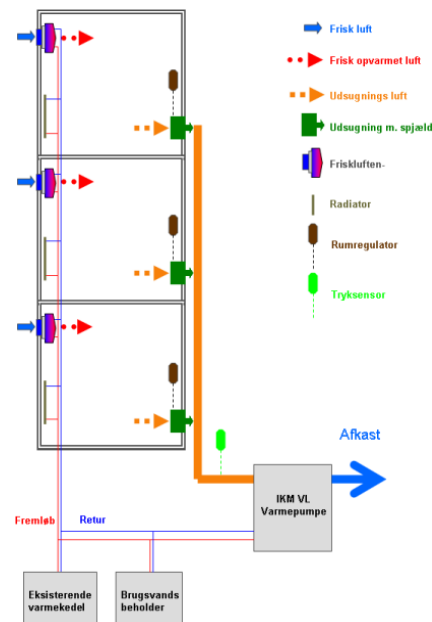 Frisk luft
Frisk opvarmet luft
Udsugnings luft
Udsugning m. spjæld
Friskluften-
Radiator
Rumregulator
Tryksensor
Afkast
IKM VL
Varmepumpe
Fremløb
Retur
Eksisterende
varmekedel
Brugsvands
beholder